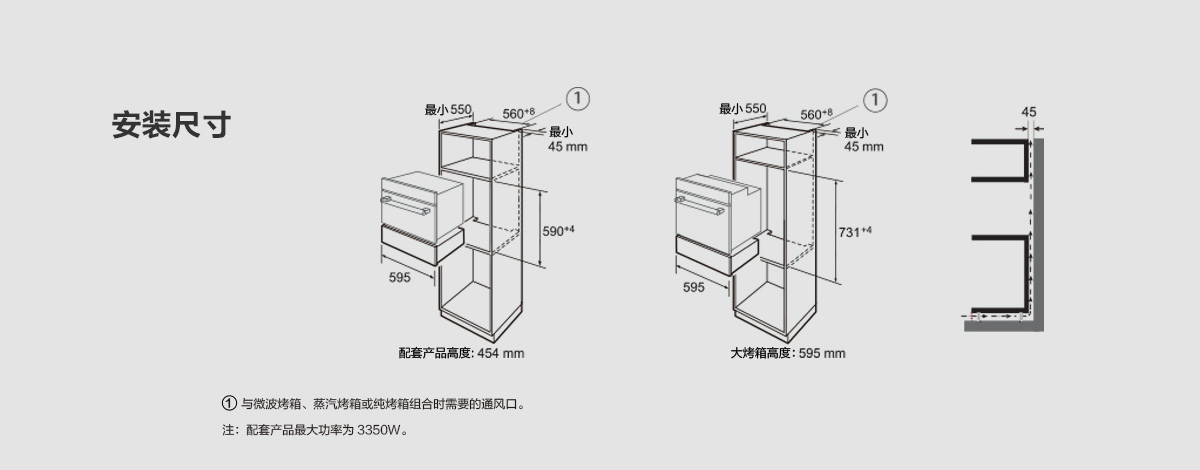 安装尺寸
最小 550
560+8
①
最小
45 mm
590+4
595
配套产品高度: 454 mm
最小 550
560+8
①
最小
45 mm
731+4
595
大烤箱高度：595 mm
45
① 与微波烤箱、蒸汽烤箱或纯烤箱组合时需要的通风口。
注：配套产品最大功率为 3350W。